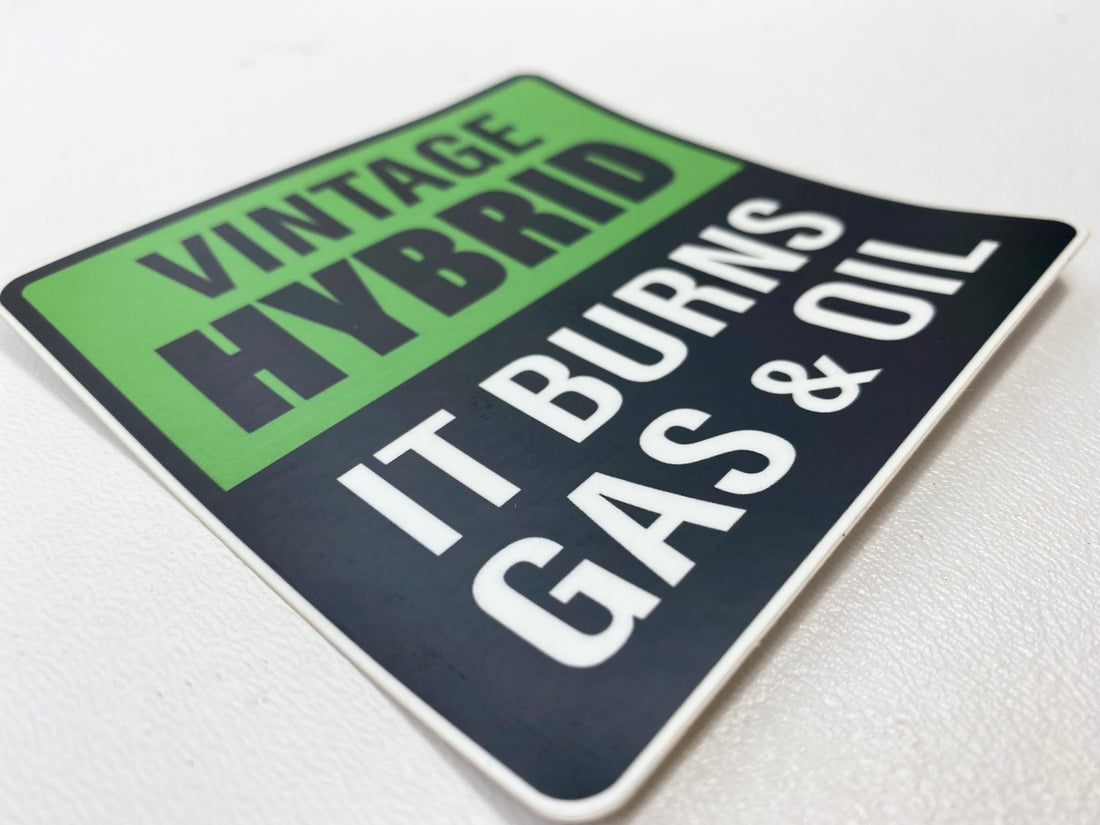 VINTAGE
HYBRID
IT BURNS
GAS & OIL